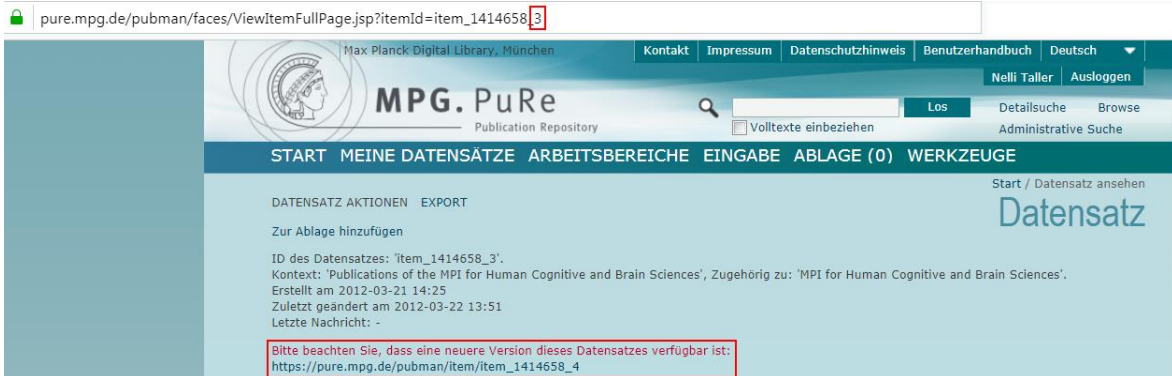 pure.mpg.de/pubman/faces/ViewItemFullPage.jsp?itemId=item_1414658_3
Max Planck Digital Library, München
Kontakt Impressum Datenschutzhinweis Benutzerhandbuch Deutsch
Nelli Taller Ausloggen
MPG. PuRe
Publication Repository
Los
Volltexte einbeziehen
Detailsuche Browse
Administrative Suche
START MEINE DATENSÄTZE ARBEITSBEREICHE EINGABE ABLAGE (0) WERKZEUGE
Start / Datensatz ansehen
Datensatz
DATENSATZ AKTIONEN EXPORT
Zur Ablage hinzufügen
ID des Datensatzes: 'item_1414658_3'.
Kontext: 'Publications of the MPI for Human Cognitive and Brain Sciences', Zugehörig zu: 'MPI for Human Cognitive and Brain Sciences'.
Erstellt am 2012-03-21 14:25
Zuletzt geändert am 2012-03-22 13:51
Letzte Nachricht: -
Bitte beachten Sie, dass eine neuere Version dieses Datensatzes verfügbar ist:
https://pure.mpg.de/pubman/item/item_1414658_4